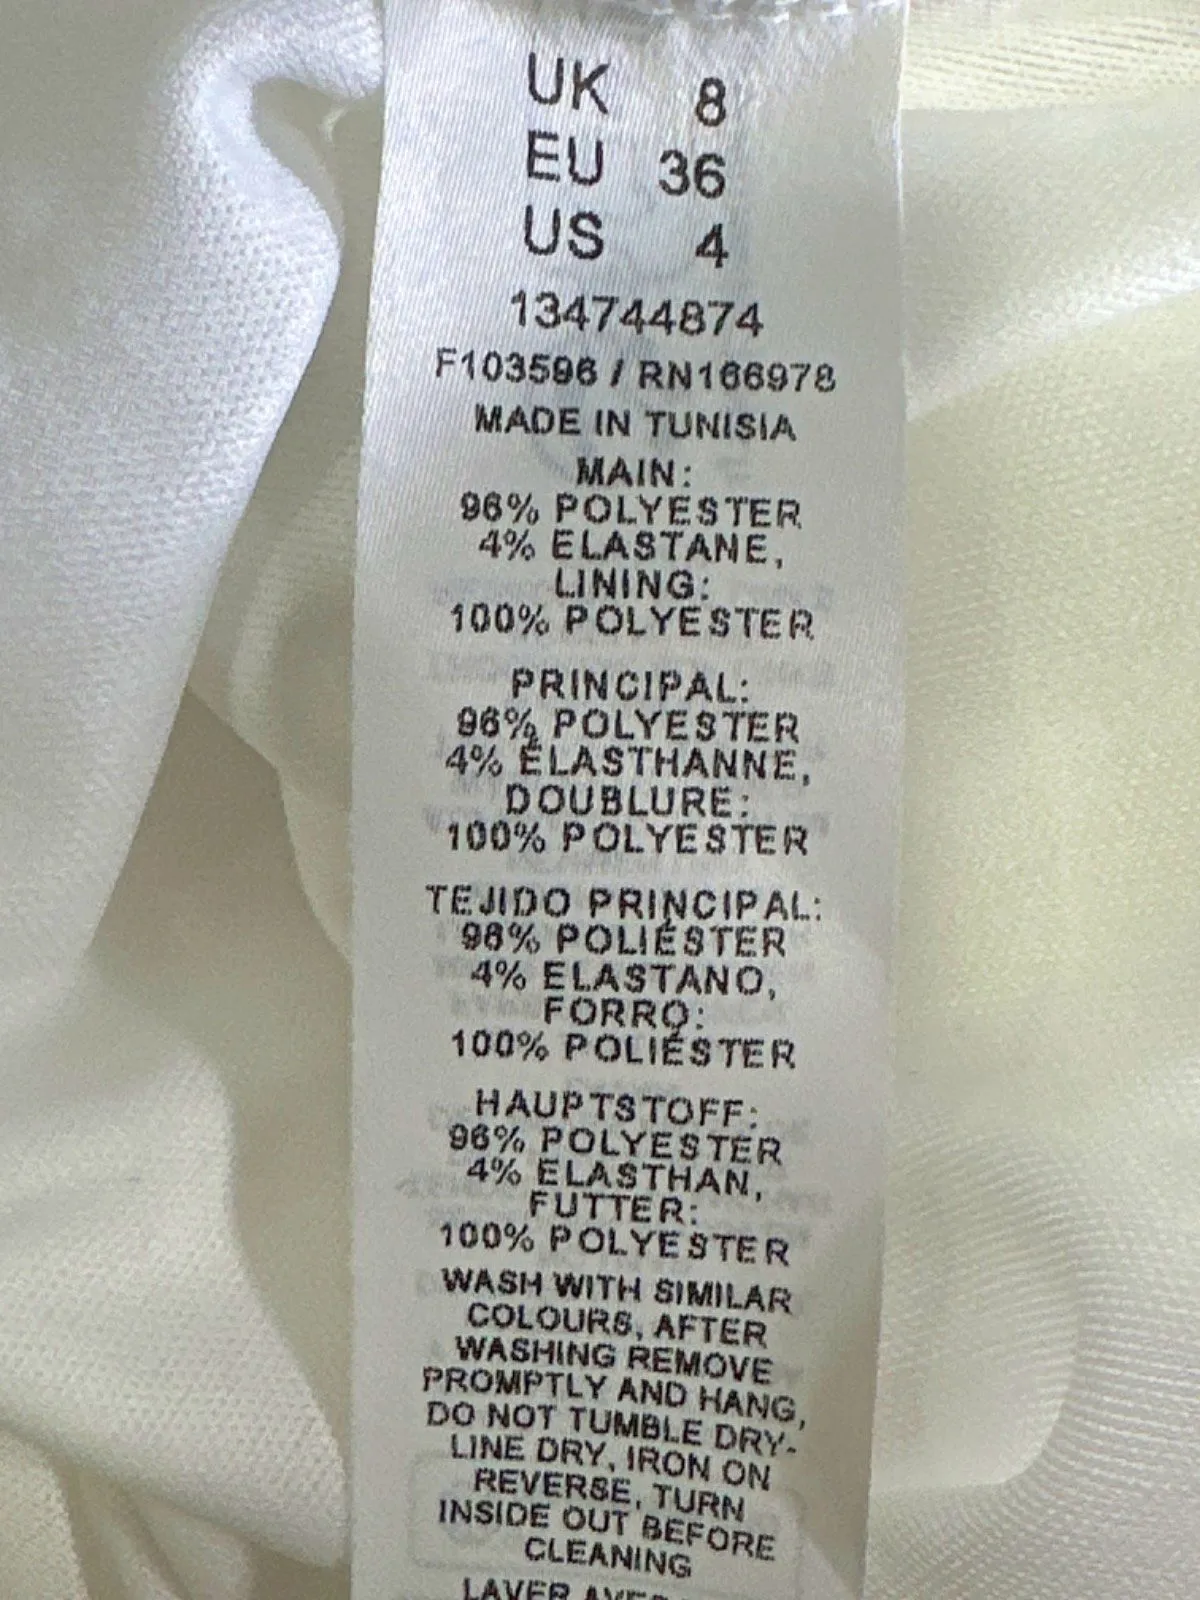 UK 8
EU 36
US 4
134744874
F103596 / RN166978
MADE IN TUNISIA
MAIN:
96% POLYESTER
4% ELASTANE,
LINING:
100% POLYESTER
PRINCIPAL:
96% POLYESTER
4% ÉLASTHANNE,
DOUBLURE:
100% POLYESTER
TEJIDO PRINCIPAL:
96% POLIÉSTER
4% ELASTANO,
FORRO:
100% POLIÉSTER
HAUPTSTOFF:
96% POLYESTER
4% ELASTHAN,
FUTTER:
100% POLYESTER
WASH WITH SIMILAR
COLOURS, AFTER
WASHING REMOVE
PROMPTLY AND HANG,
DO NOT TUMBLE DRY-
LINE DRY, IRON ON
REVERSE, TURN
INSIDE OUT BEFORE
CLEANING
LAVER